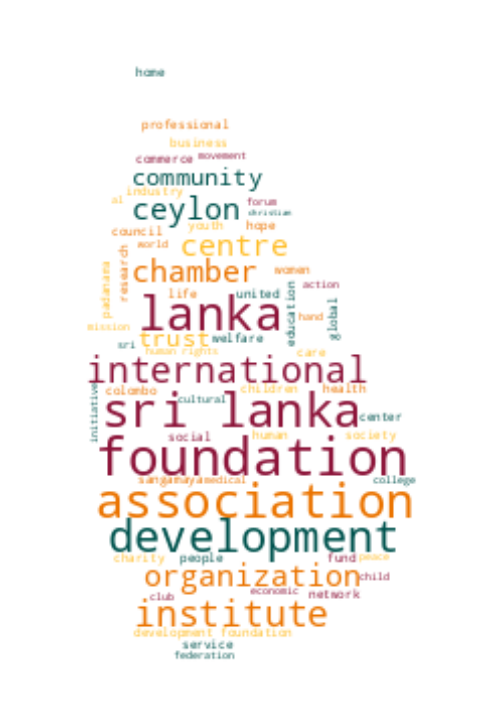 home
professional
business
commerce movement
community
industry
al
ceylon forum
christian
council youth hope
world centre
research chamber women
padanama life united education action
lanka hand global
mission trust welfare
sri human rights care
international
initiative colombo children health
cultural
sri lanka center
social human society
foundation
sangamaya medical college
association
development
charity people fund peace
organization child
club economic network
institute
development foundation
service
federation